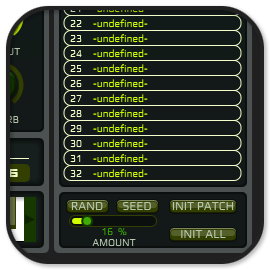 22 -undefined-
23 -undefined-
24 -undefined-
25 -undefined-
26 -undefined-
27 -undefined-
28 -undefined-
29 -undefined-
30 -undefined-
31 -undefined-
32 -undefined-
RAND SEED INIT PATCH
16 %
AMOUNT INIT ALL